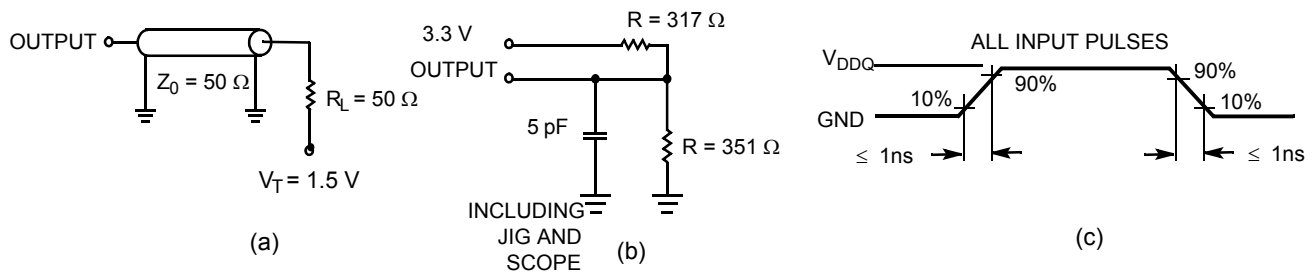 OUTPUT
Z0 = 50 Ω
RL = 50 Ω
VT = 1.5 V
(a)
R = 317 Ω
3.3 V
OUTPUT
5 pF
R = 351 Ω
INCLUDING
JIG AND
SCOPE
(b)
ALL INPUT PULSES
VDDQ
GND
10%
90%
90%
10%
≤ 1ns
≤ 1ns
(c)